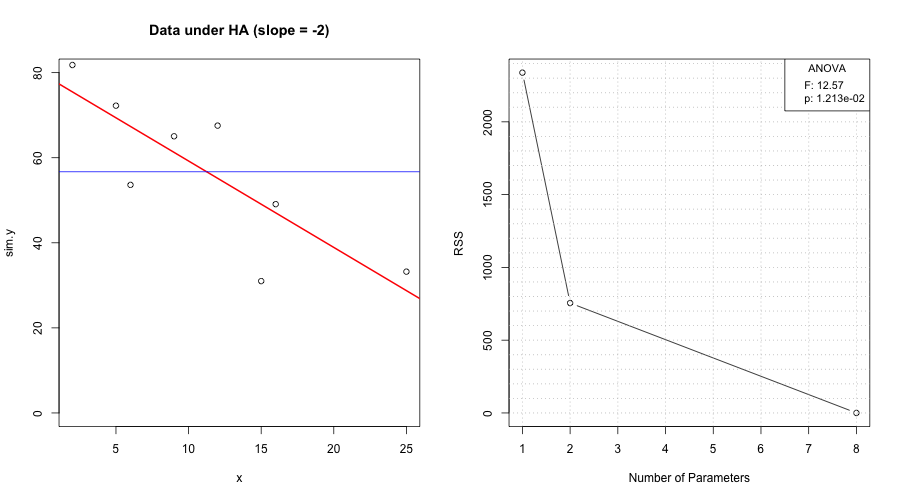 Data under HA (slope = -2)
sim.y
0
20
40
60
80
5
10
15
20
25
x
ANOVA
F: 12.57
p: 1.213e-02
RSS
0
500
1000
1500
2000
1
2
3
4
5
6
7
8
Number of Parameters